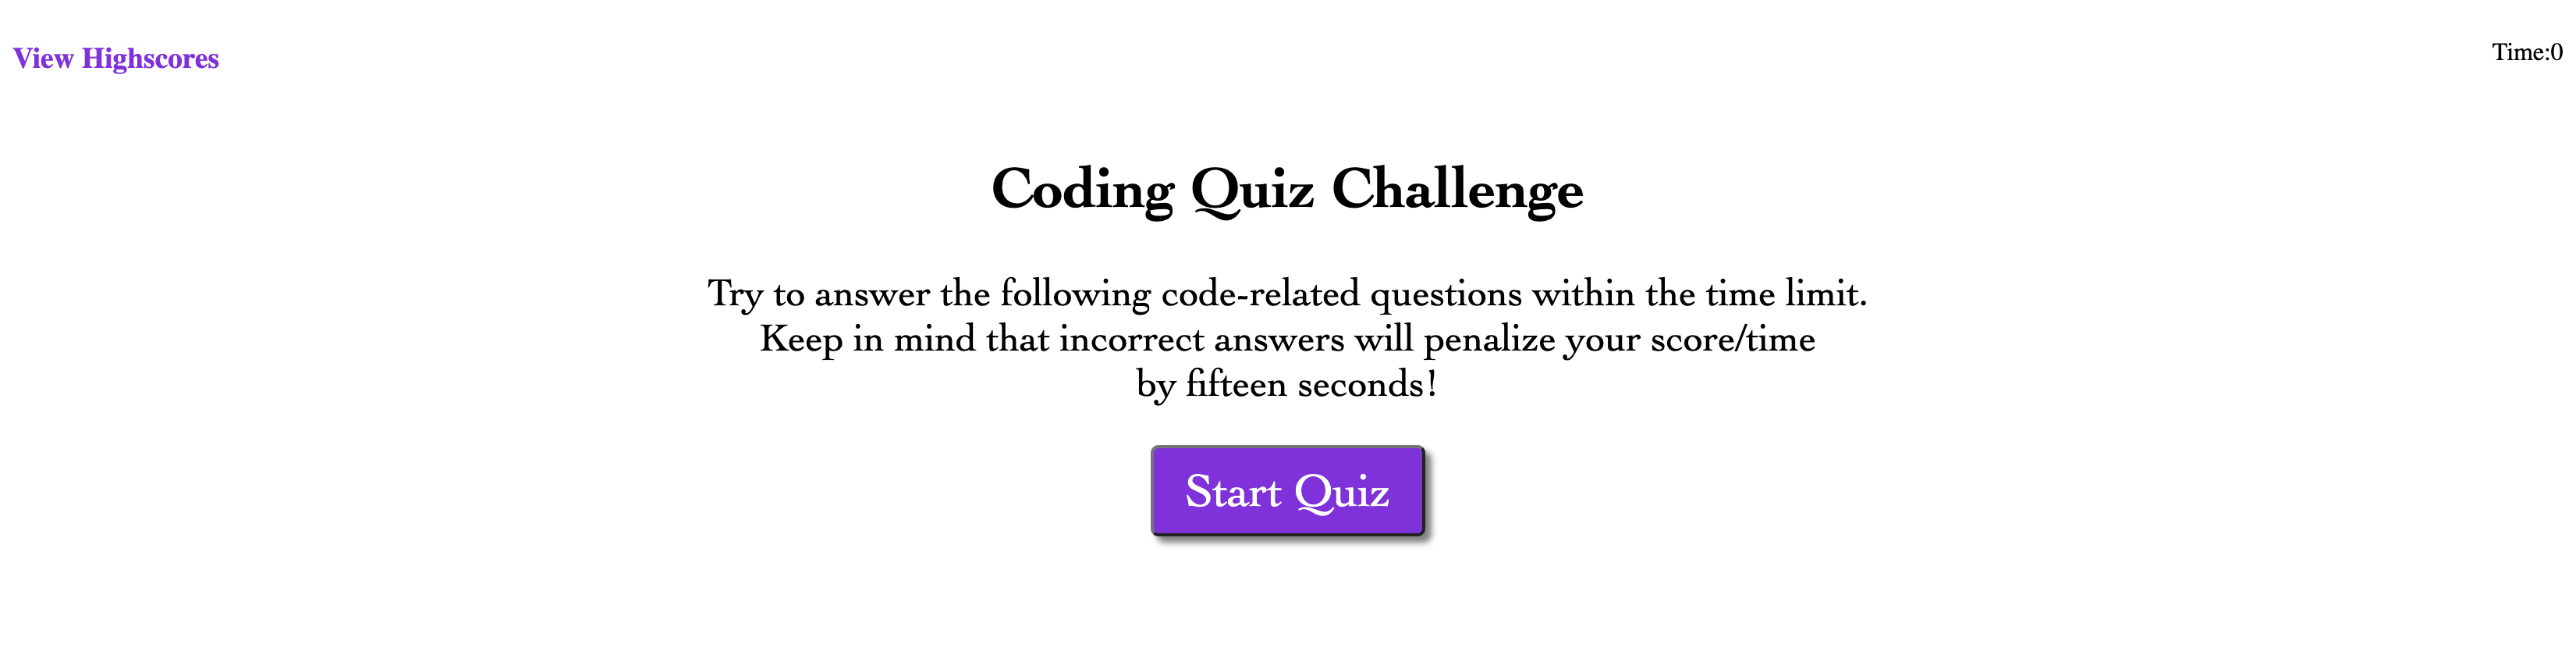 View Highscores
Time:0
Coding Quiz Challenge
Try to answer the following code-related questions within the time limit.
Keep in mind that incorrect answers will penalize your score/time
by fifteen seconds!
Start Quiz